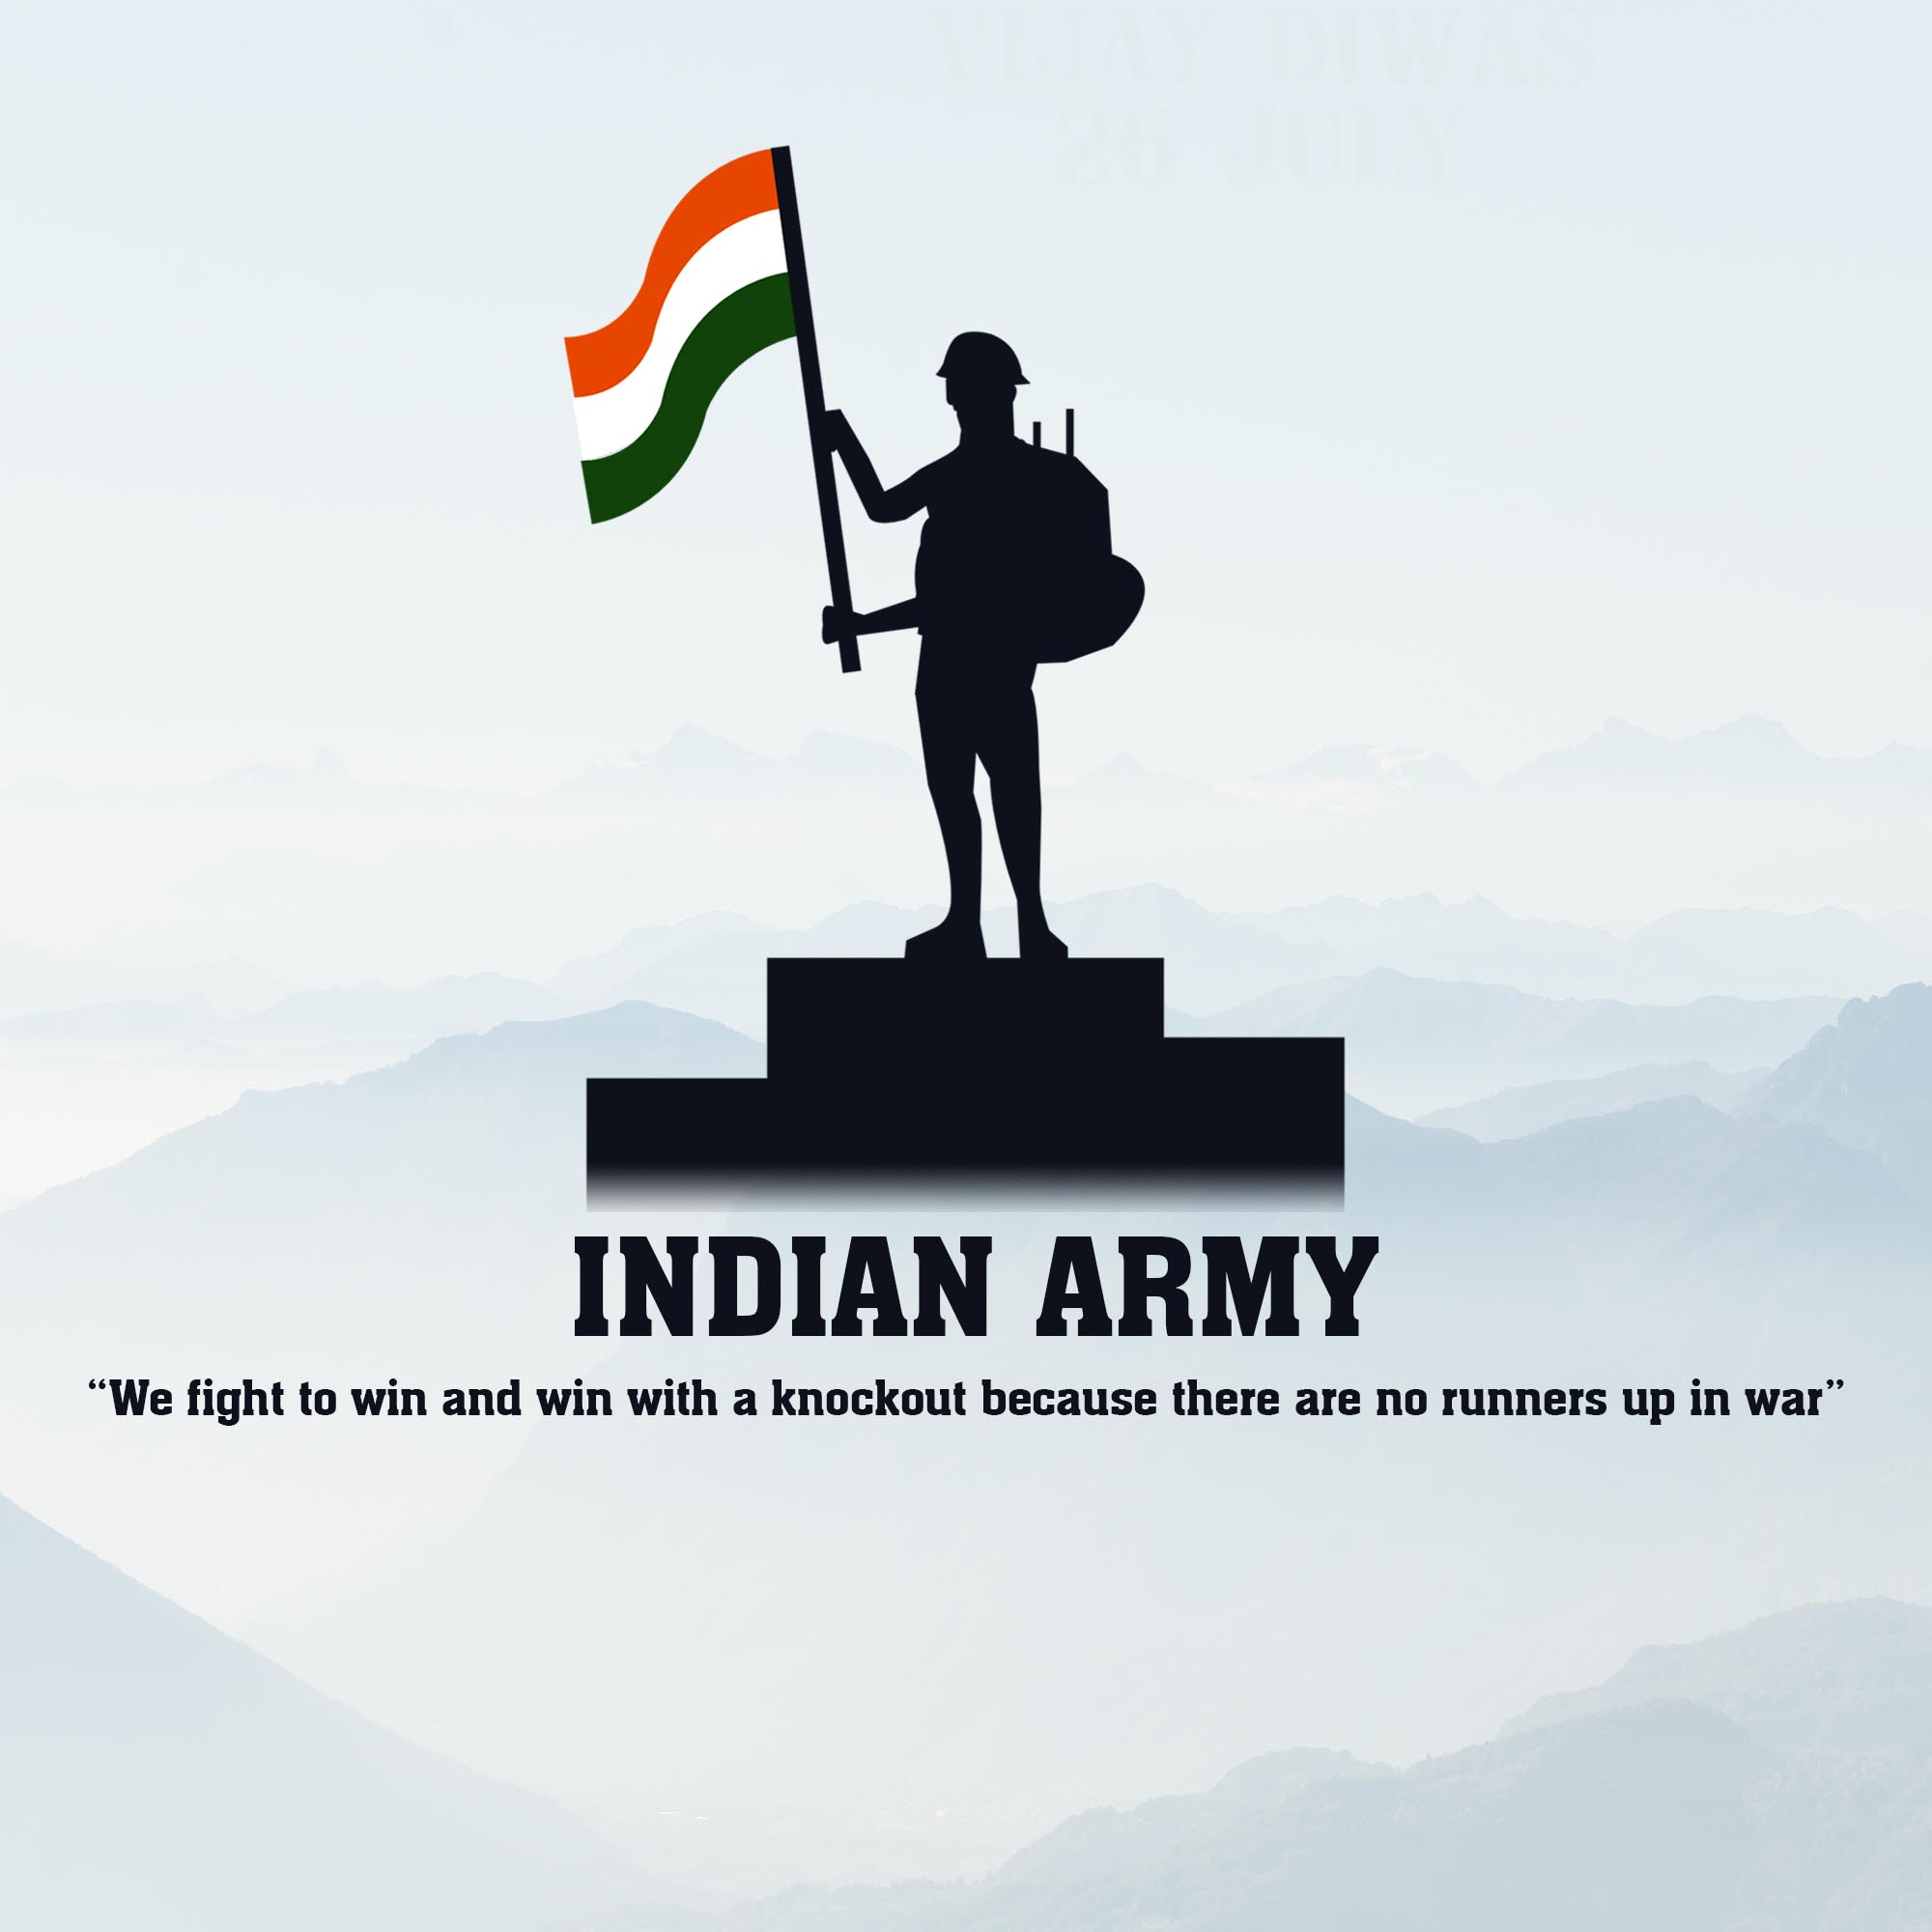 VIJAY DIWAS
26 JULY
INDIAN ARMY
“We fight to win and win with a knockout because there are no runners up in war”